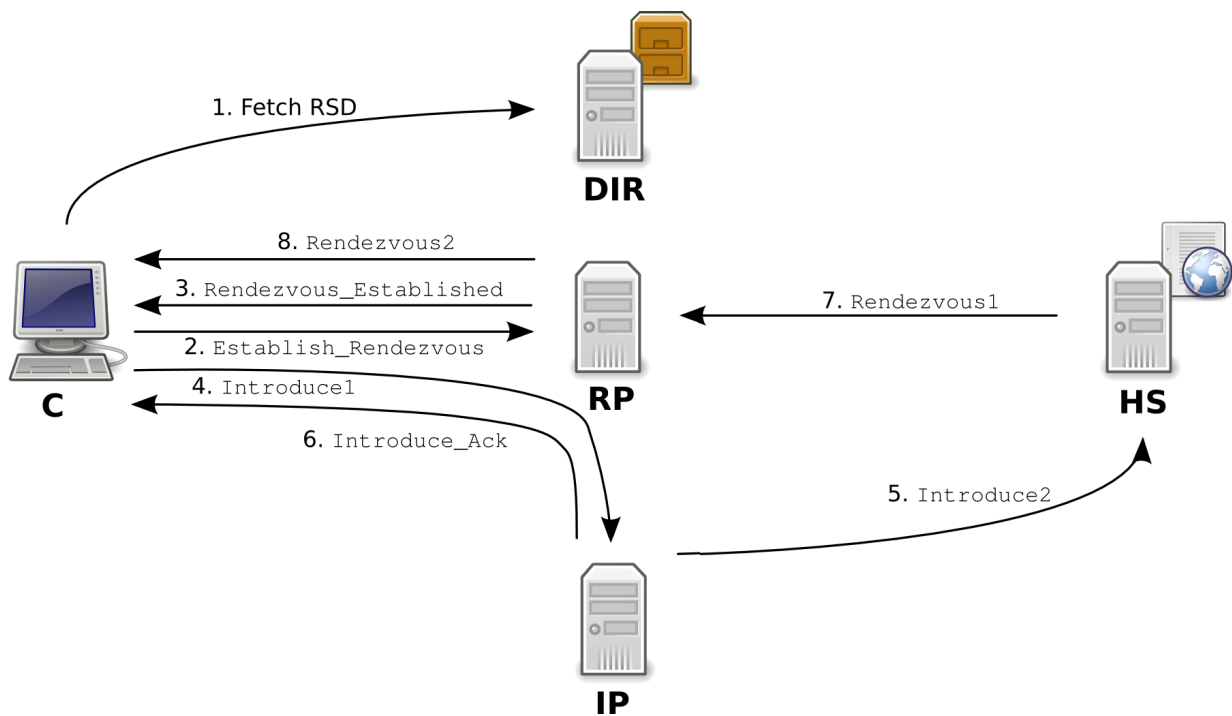 1. Fetch RSD
DIR
8. Rendezvous2
3. Rendezvous_Established
7. Rendezvous1
2. Establish_Rendezvous
4. Introduce1
C
RP
HS
6. Introduce_Ack
5. Introduce2
IP